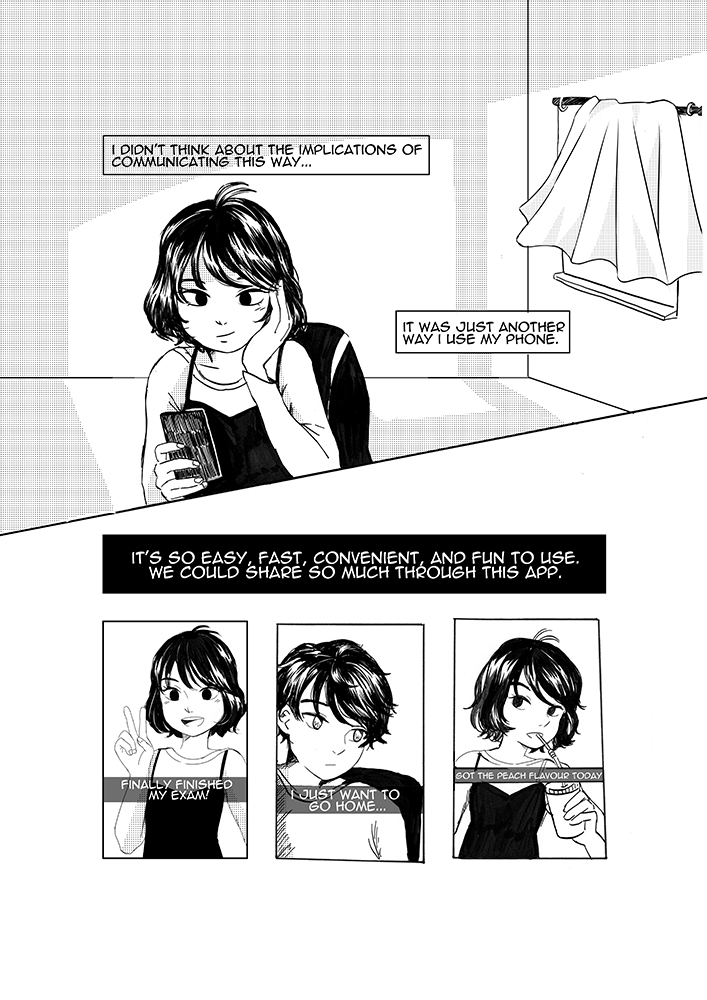 I DIDN'T THINK ABOUT THE IMPLICATIONS OF
COMMUNICATING THIS WAY...
IT WAS JUST ANOTHER
WAY I USE MY PHONE.
IT'S SO EASY, FAST, CONVENIENT, AND FUN TO USE.
WE COULD SHARE SO MUCH THROUGH THIS APP.
FINALLY FINISHED
MY EXAM!
I JUST WANT TO
GO HOME...
GOT THE PEACH FLAVOUR TODAY